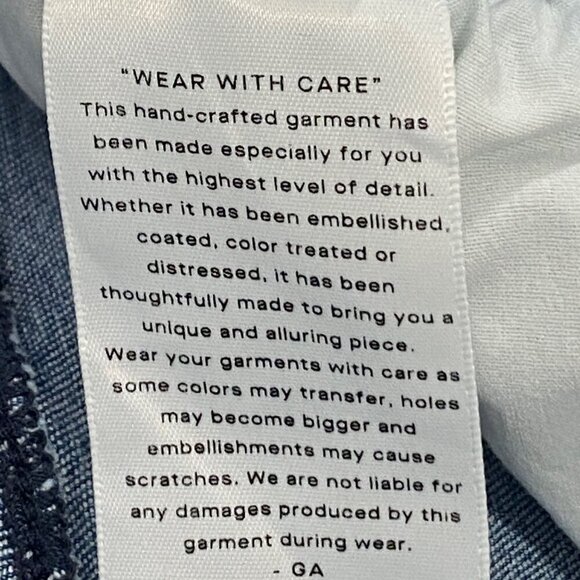 "WEAR WITH CARE"
This hand-crafted garment has
been made especially for you
with the highest level of detail.
Whether it has been embellished,
coated, color treated or
distressed, it has been
thoughtfully made to bring you a
unique and alluring piece.
Wear your garments with care as
some colors may transfer, holes
may become bigger and
embellishments may cause
scratches. We are not liable for
any damages produced by this
garment during wear.
- GA